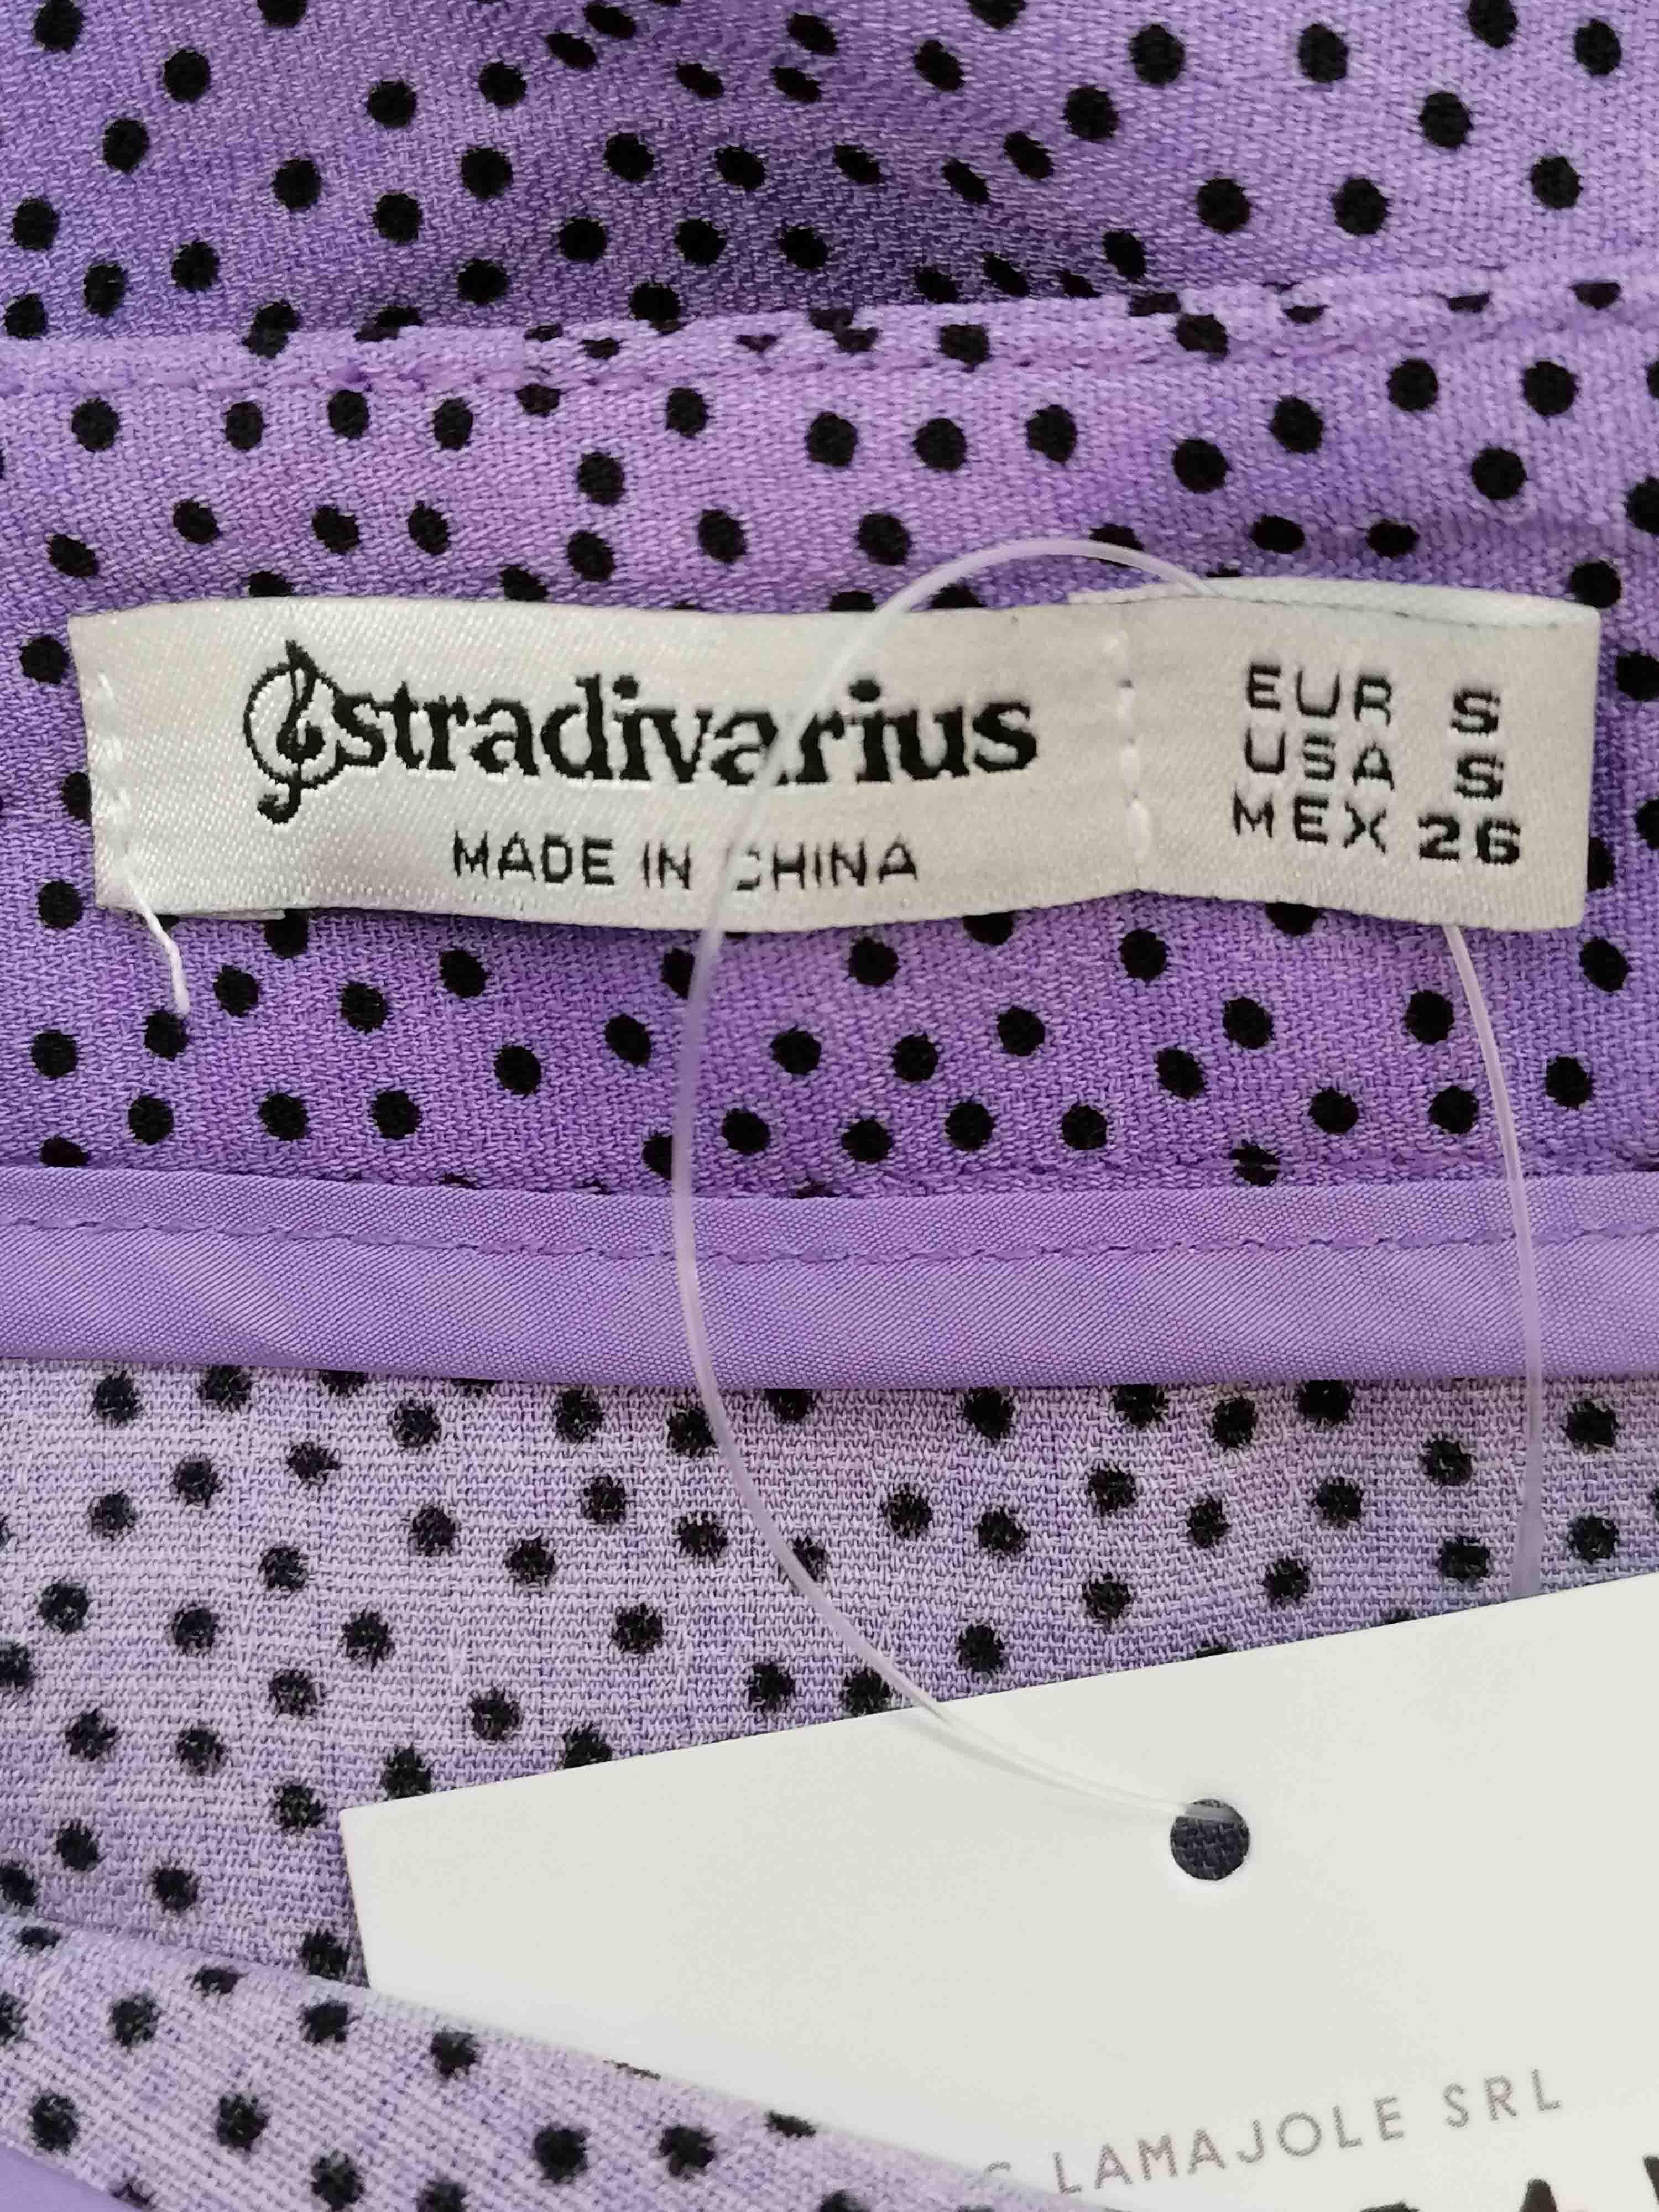 stradivarius
MADE IN CHINA
EUR S
USA S
MEX 26
LAMAJOLE SRL